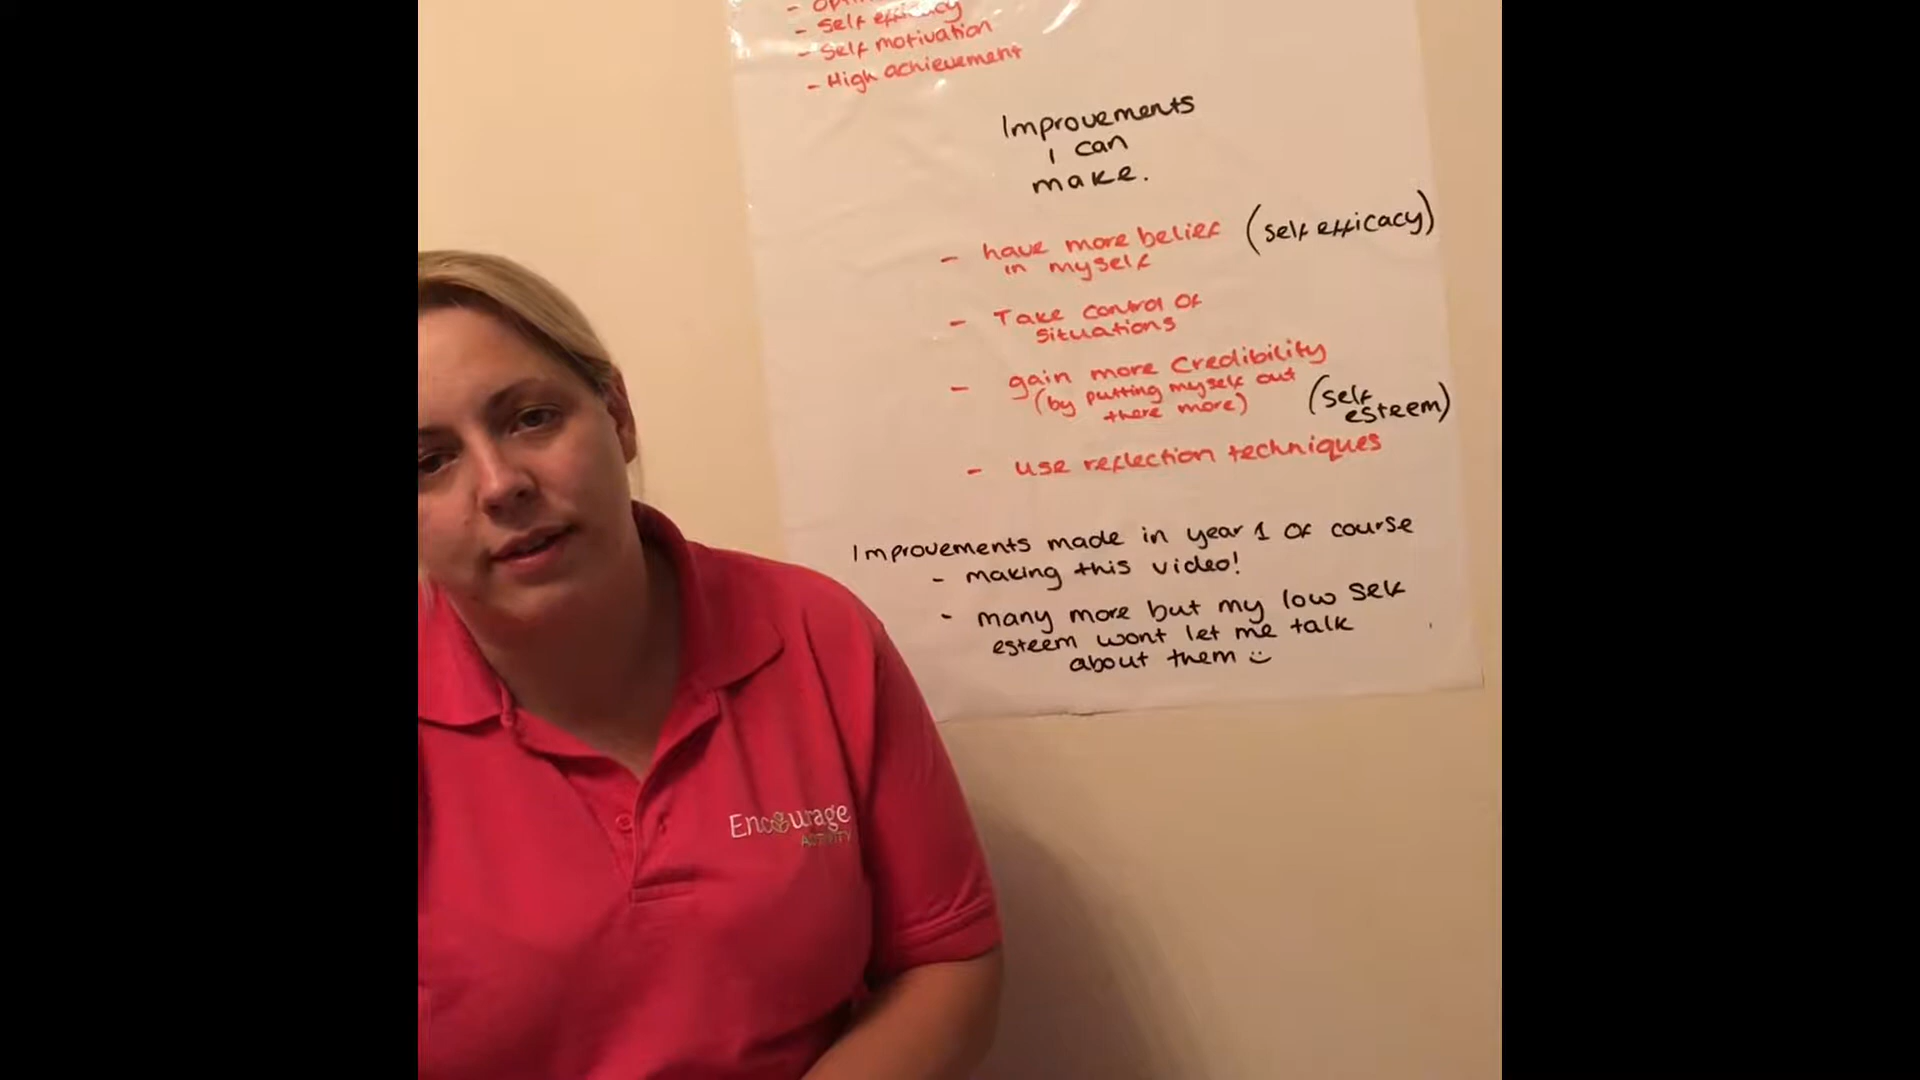 - Self efficacy
- Self motivation
- High achievement
Improvements
I can
make.
- have more belief (self efficacy)
in myself
- Take control of
situations
- gain more credibility
(by putting myself out
there more) (self
esteem)
- use reflection techniques
Improvements made in year 1 of course
- making this video!
- many more but my low self
esteem wont let me talk
about them
Encourage
ACTIVITY